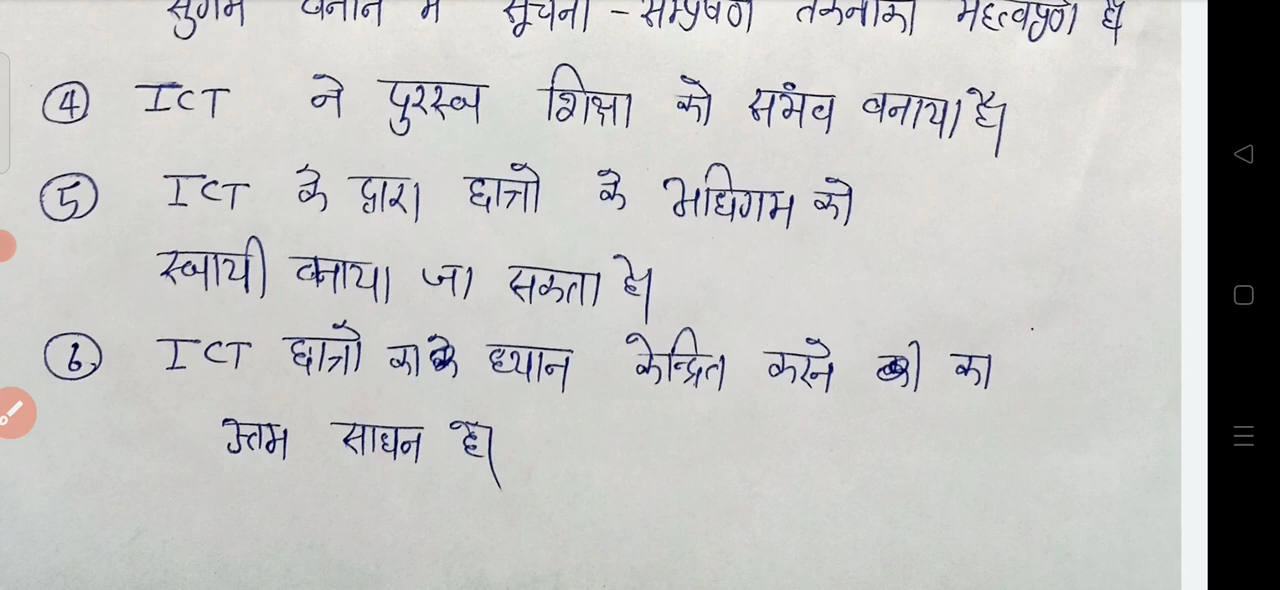 सुगम बनाने में सूचना - सम्प्रेषण तकनीकी महत्वपूर्ण है
④ ICT ने दुरस्थ शिक्षा को संभव बनाया है।
⑤ ICT के द्वारा छात्रो के अधिगम को
स्थायी बनाया जा सकता है।
⑥ ICT छात्रों के ध्यान केन्द्रित करने का
उत्तम साधन है।